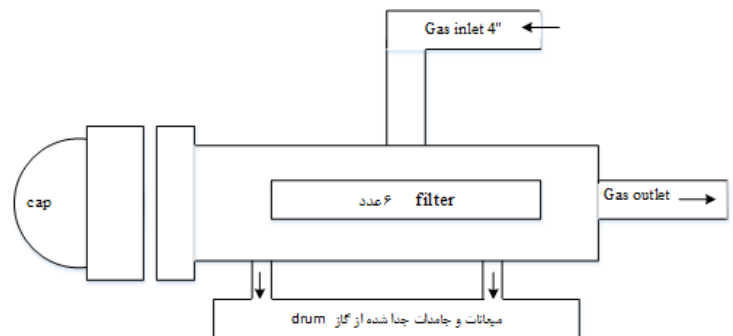 Gas inlet 4"
cap
۶ عدد filter
Gas outlet
میعانات و جامدات جدا شده از گاز drum